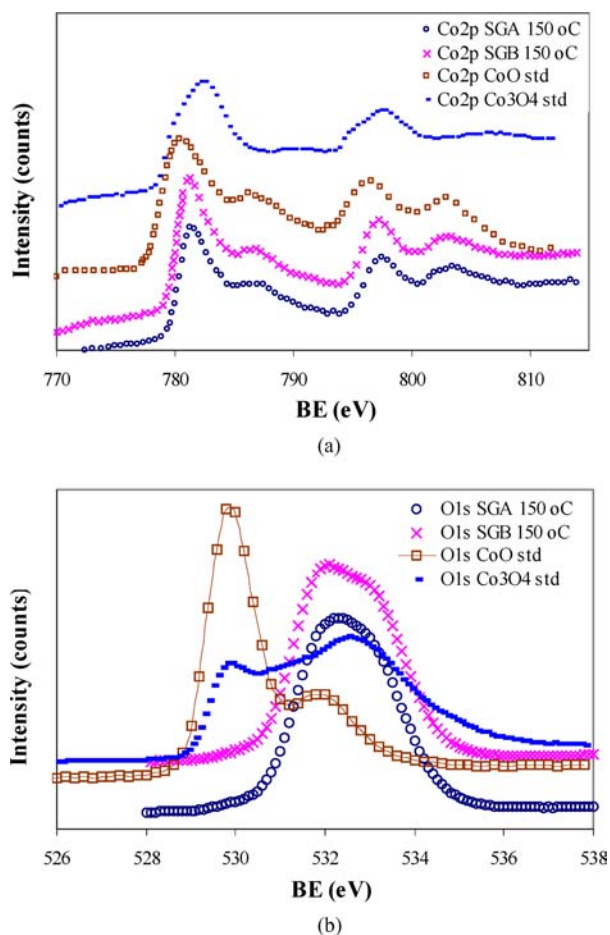 Co2p SGA 150 oC
Co2p SGB 150 oC
Co2p CoO std
Co2p Co3O4 std
Intensity (counts)
770 780 790 800 810
BE (eV)
(a)
O1s SGA 150 oC
O1s SGB 150 oC
O1s CoO std
O1s Co3O4 std
Intensity (counts)
526 528 530 532 534 536 538
BE (eV)
(b)